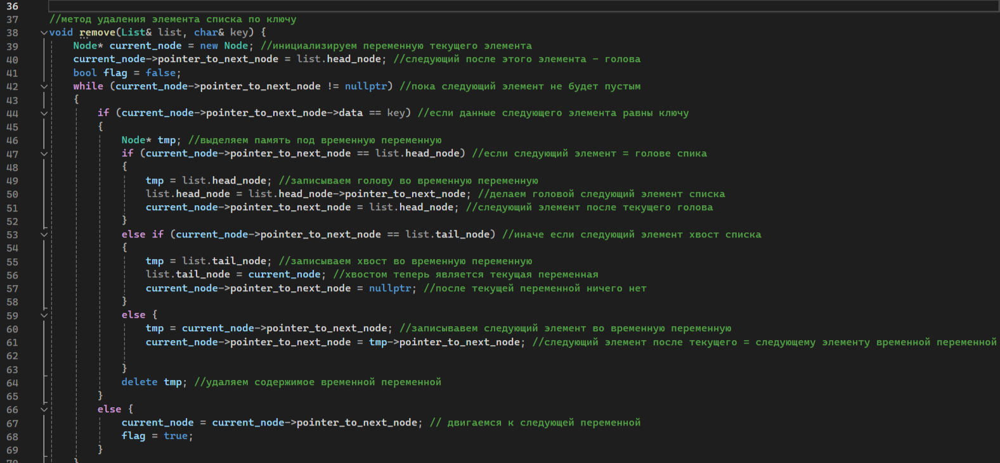 36
37 //метод удаления элемента списка по ключу
38 void remove(List& list, char& key) {
39 Node* current_node = new Node; //инициализируем переменную текущего элемента
40 current_node->pointer_to_next_node = list.head_node; //следующий после этого элемента - голова
41 bool flag = false;
42 while (current_node->pointer_to_next_node != nullptr) //пока следующий элемент не будет пустым
43 {
44 if (current_node->pointer_to_next_node->data == key) //если данные следующего элемента равны ключу
45 {
46 Node* tmp; //выделяем память под временную переменную
47 if (current_node->pointer_to_next_node == list.head_node) //если следующий элемент = голове спика
48 {
49 tmp = list.head_node; //записываем голову во временную переменную
50 list.head_node = list.head_node->pointer_to_next_node; //делаем головой следующий элемент списка
51 current_node->pointer_to_next_node = list.head_node; //следующий элемент после текущего голова
52 }
53 else if (current_node->pointer_to_next_node == list.tail_node) //иначе если следующий элемент хвост списка
54 {
55 tmp = list.tail_node; //записываем хвост во временную переменную
56 list.tail_node = current_node; //хвостом теперь является текущая переменная
57 current_node->pointer_to_next_node = nullptr; //после текущей переменной ничего нет
58 }
59 else {
60 tmp = current_node->pointer_to_next_node; //записывавем следующий элемент во временную переменную
61 current_node->pointer_to_next_node = tmp->pointer_to_next_node; //следующий элемент после текущего = следующему элементу временной переменной
62
63 }
64 delete tmp; //удаляем содержимое временной переменной
65 }
66 else {
67 current_node = current_node->pointer_to_next_node; // двигаемся к следующей переменной
68 flag = true;
69 }
70 }